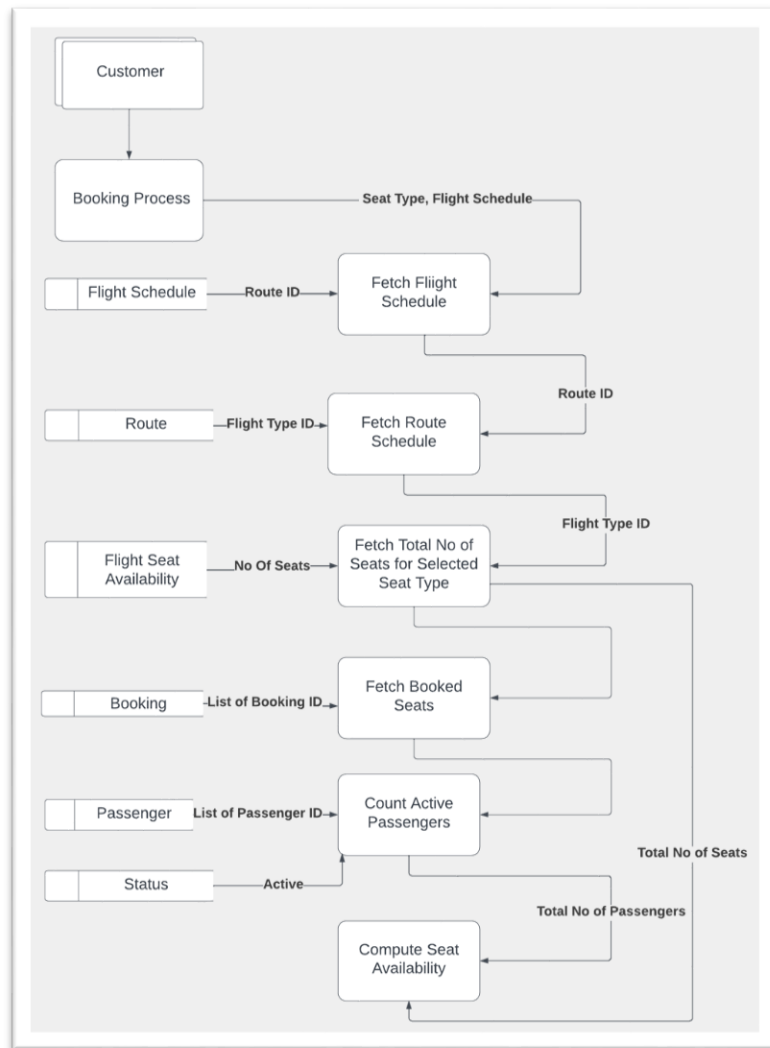 Customer
Booking Process
Seat Type, Flight Schedule
Fetch Fliight
Schedule
Flight Schedule
Route ID
Route ID
Fetch Route
Schedule
Route
Flight Type ID
Flight Type ID
Fetch Total No of
Seats for Selected
Seat Type
Flight Seat
Availability
No Of Seats
Fetch Booked
Seats
Booking
List of Booking ID
Count Active
Passengers
Passenger
List of Passenger ID
Total No of Seats
Status
Active
Total No of Passengers
Compute Seat
Availability